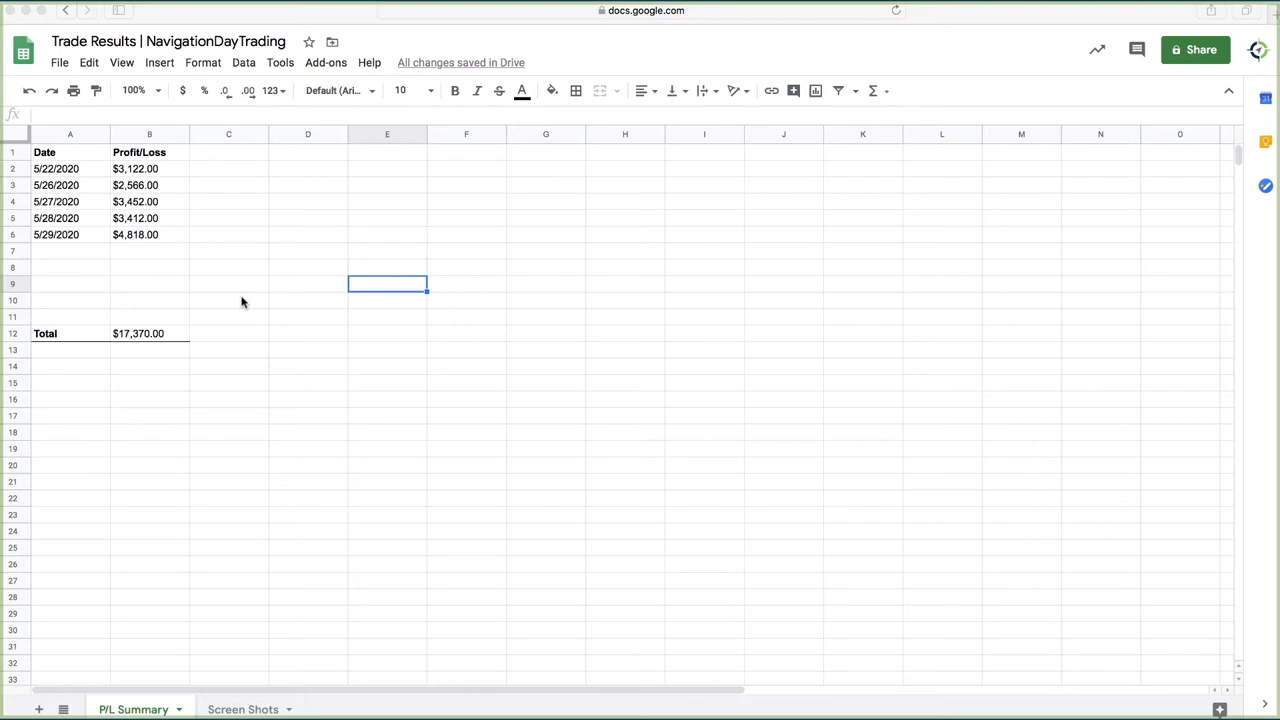 docs.google.com
Trade Results | NavigationDayTrading
Share
File Edit View Insert Format Data Tools Add-ons Help All changes saved in Drive
100% $ % .0 .00 123 Default (Ari... 10 B I S A Σ
fx
A B C D E F G H I J K L M N O
1 Date Profit/Loss
2 5/22/2020 $3,122.00
3 5/26/2020 $2,566.00
4 5/27/2020 $3,452.00
5 5/28/2020 $3,412.00
6 5/29/2020 $4,818.00
7
8
9
10
11
12 Total $17,370.00
13
14
15
16
17
18
19
20
21
22
23
24
25
26
27
28
29
30
31
32
33
P/L Summary Screen Shots